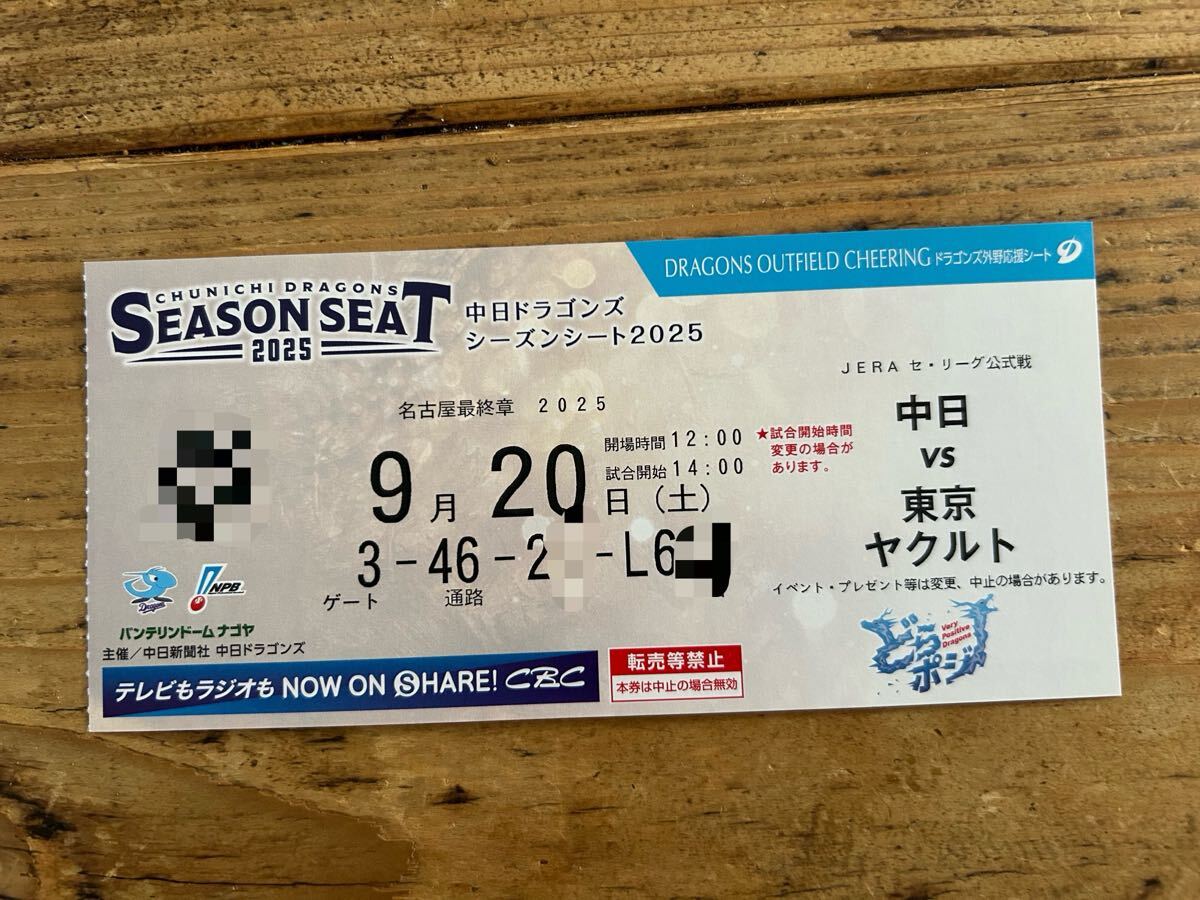 DRAGONS OUTFIELD CHEERING ドラゴンズ外野応援シート D
CHUNICHI DRAGONS
SEASON SEAT
2025
中日ドラゴンズ
シーズンシート2025
JERA セ・リーグ公式戦
名古屋最終章 2025
9月20日(土)
開場時間 12:00
試合開始 14:00
★試合開始時間
変更の場合が
あります。
中日
vs
東京
ヤクルト
3-46-2 -L6
ゲート 通路
イベント・プレゼント等は変更、中止の場合があります。
Dragons
NPB
バンテリンドーム ナゴヤ
主催/中日新聞社 中日ドラゴンズ
テレビもラジオも NOW ON SHARE! CBC
転売等禁止
本券は中止の場合無効
どらポジ
Very
Positive
Dragons